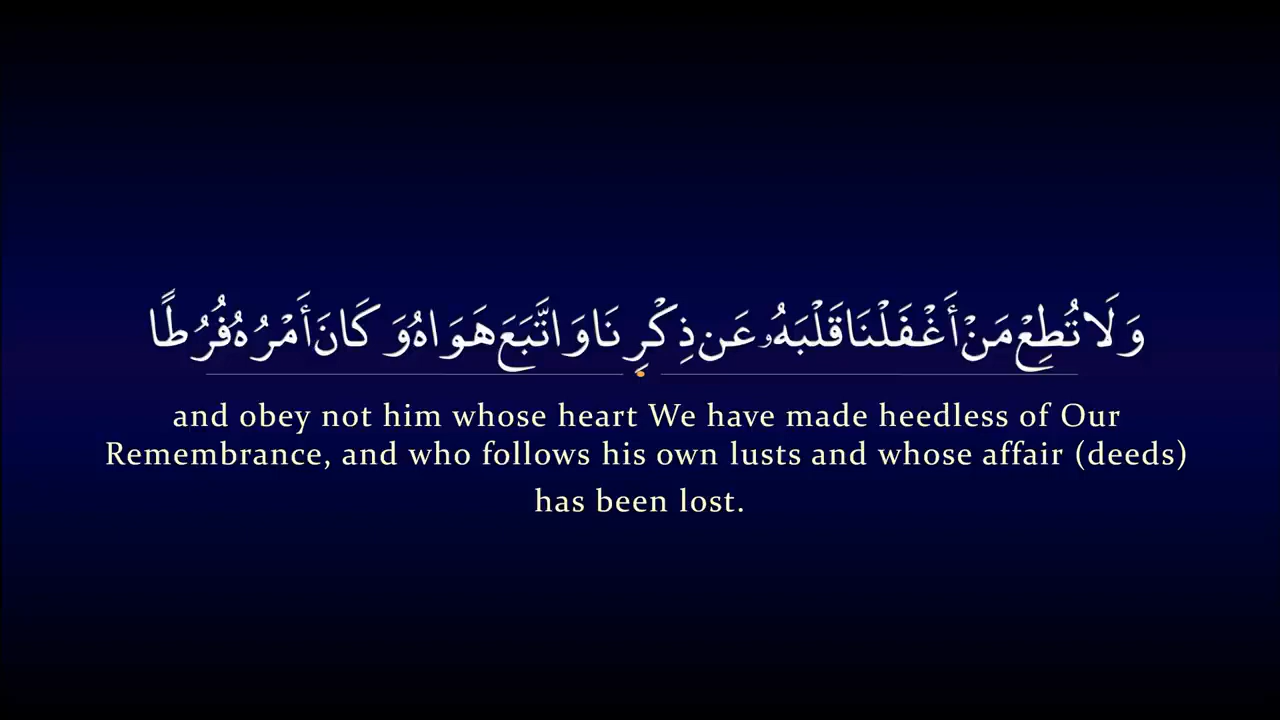 وَلَا تُطِعْ مَنْ أَغْفَلْنَا قَلْبَهُۥ عَن ذِكْرِنَا وَاتَّبَعَ هَوَاهُ وَكَانَ أَمْرُهُ فُرُطًا
and obey not him whose heart We have made heedless of Our
Remembrance, and who follows his own lusts and whose affair (deeds)
has been lost.